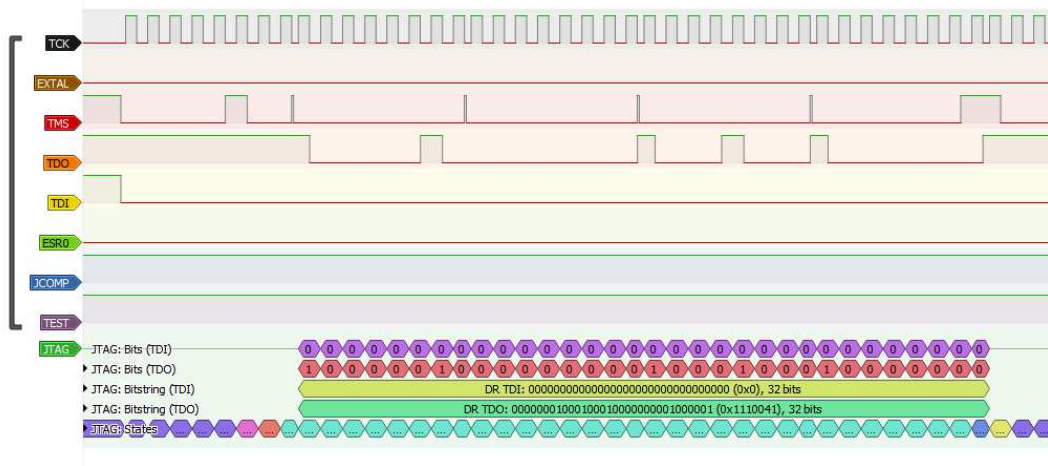 TCK
EXTAL
TMS
TDO
TDI
ESR0
JCOMP
TEST
JTAG JTAG: Bits (TDI) 0 0 0 0 0 0 0 0 0 0 0 0 0 0 0 0 0 0 0 0 0 0 0 0 0 0 0 0 0 0 0 0
JTAG: Bits (TDO) 1 0 0 0 0 0 1 0 0 0 0 0 0 0 0 0 1 0 0 0 1 0 0 0 1 0 0 0 0 0 0 0
JTAG: Bitstring (TDI) DR TDI: 00000000000000000000000000000000 (0x0), 32 bits
JTAG: Bitstring (TDO) DR TDO: 00000001000100010000000001000001 (0x1110041), 32 bits
JTAG: States